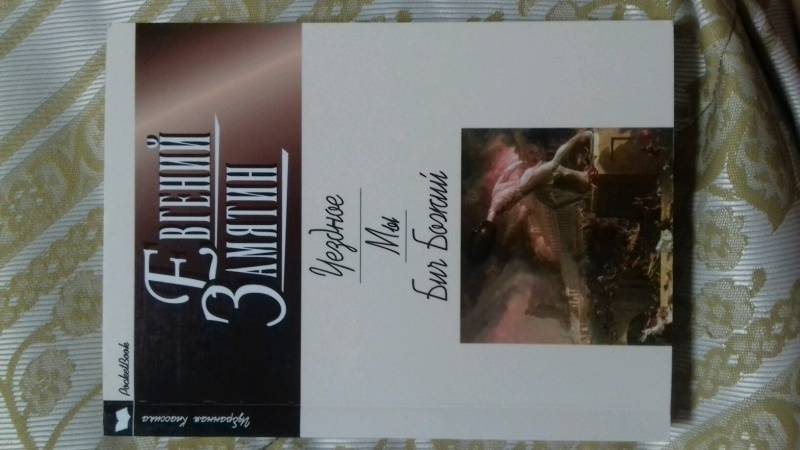 PocketBook
Избранная классика
ЕВГЕНИЙ
ЗАМЯТИН
Уездное
Мы
Бич Божий